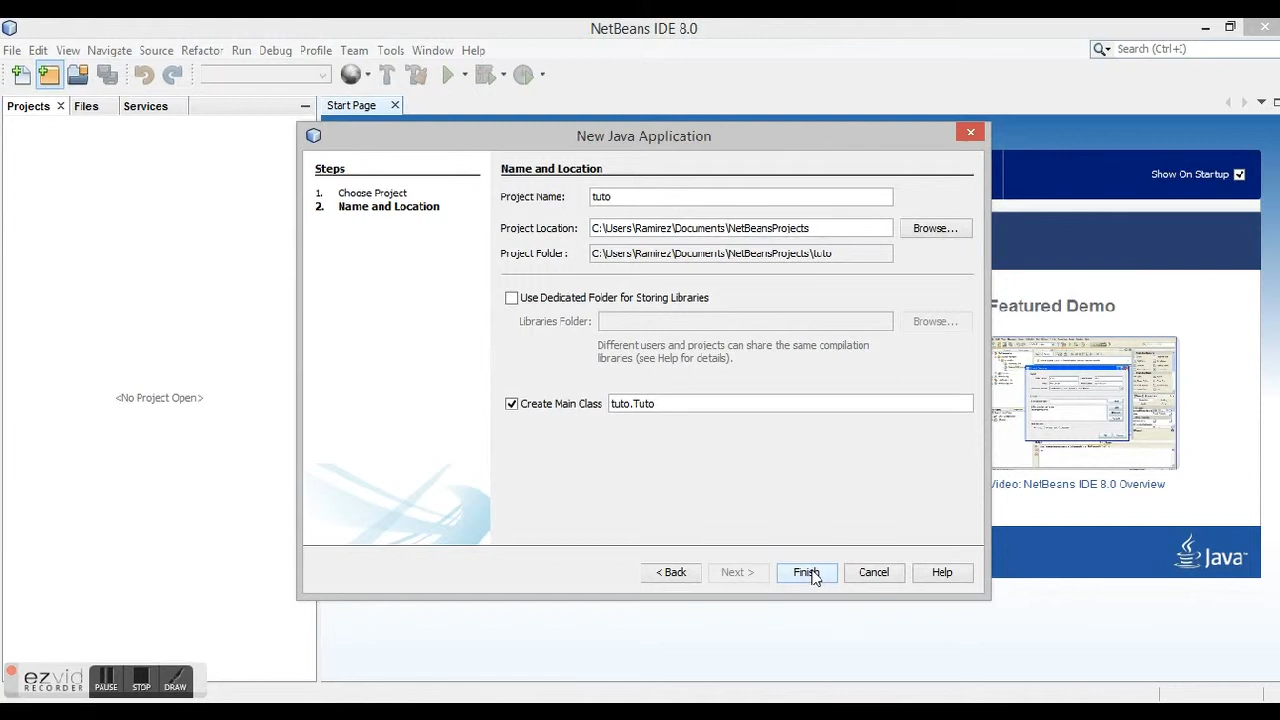 NetBeans IDE 8.0
File Edit View Navigate Source Refactor Run Debug Profile Team Tools Window Help
Search (Ctrl+I)
Projects Files Services
Start Page
New Java Application
Show On Startup
Steps
1. Choose Project
2. Name and Location
Name and Location
Project Name: tuto
Project Location: C:\Users\Ramirez\Documents\NetBeansProjects Browse...
Project Folder: C:\Users\Ramirez\Documents\NetBeansProjects\tuto
Use Dedicated Folder for Storing Libraries
Libraries Folder: Browse...
Different users and projects can share the same compilation
libraries (see Help for details).
Create Main Class tuto.Tuto
<No Project Open>
Featured Demo
Video: NetBeans IDE 8.0 Overview
Java
< Back Next > Finish Cancel Help
ezvid
RECORDER
PAUSE STOP DRAW